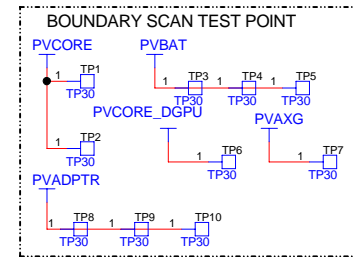 BOUNDARY SCAN TEST POINT
PVCORE PVBAT
1 TP1 1 TP3 1 TP4 1 TP5
TP30 TP30 TP30 TP30
PVCORE_DGPU PVAXG
1 TP2 1 TP6 1 TP7
TP30 TP30 TP30
PVADPTR
1 TP8 1 TP9 1 TP10
TP30 TP30 TP30